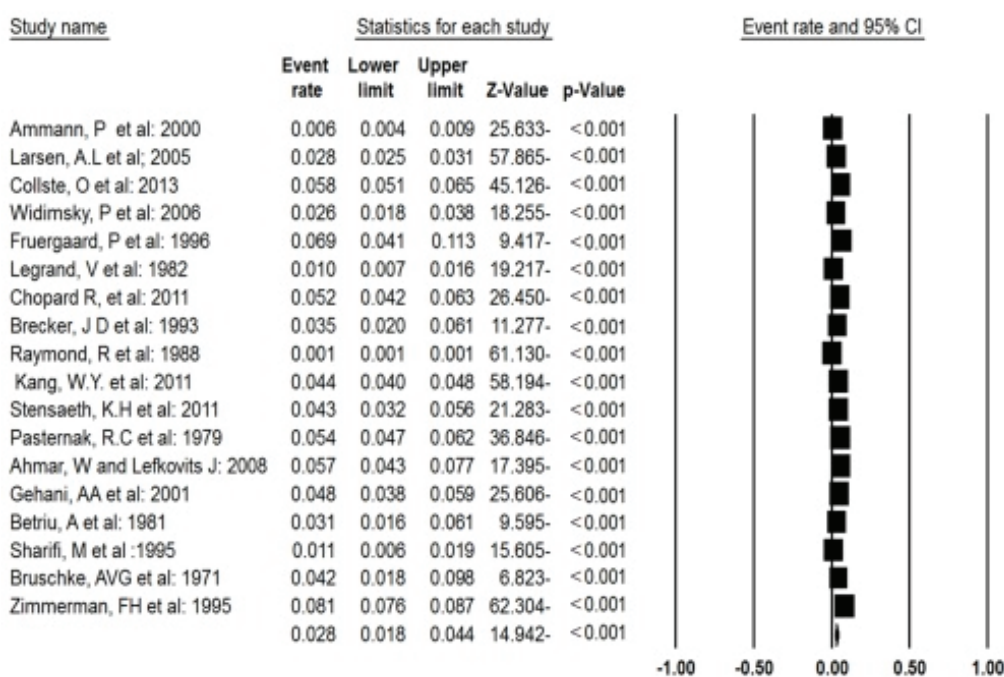 Study name Statistics for each study Event rate and 95% CI
Event Lower Upper
rate limit limit Z-Value p-Value
Ammann, P et al: 2000 0.006 0.004 0.009 25.633- <0.001
Larsen, A.L et al; 2005 0.028 0.025 0.031 57.865- <0.001
Collste, O et al: 2013 0.058 0.051 0.065 45.126- <0.001
Widimsky, P et al: 2006 0.026 0.018 0.038 18.255- <0.001
Fruergaard, P et al: 1996 0.069 0.041 0.113 9.417- <0.001
Legrand, V et al: 1982 0.010 0.007 0.016 19.217- <0.001
Chopard R, et al: 2011 0.052 0.042 0.063 26.450- <0.001
Brecker, J D et al: 1993 0.035 0.020 0.061 11.277- <0.001
Raymond, R et al: 1988 0.001 0.001 0.001 61.130- <0.001
Kang, W.Y. et al: 2011 0.044 0.040 0.048 58.194- <0.001
Stensaeth, K.H et al: 2011 0.043 0.032 0.056 21.283- <0.001
Pasternak, R.C et al: 1979 0.054 0.047 0.062 36.846- <0.001
Ahmar, W and Lefkovits J: 2008 0.057 0.043 0.077 17.395- <0.001
Gehani, AA et al: 2001 0.048 0.038 0.059 25.606- <0.001
Betriu, A et al: 1981 0.031 0.016 0.061 9.595- <0.001
Sharifi, M et al :1995 0.011 0.006 0.019 15.605- <0.001
Bruschke, AVG et al: 1971 0.042 0.018 0.098 6.823- <0.001
Zimmerman, FH et al: 1995 0.081 0.076 0.087 62.304- <0.001
0.028 0.018 0.044 14.942- <0.001
-1.00 -0.50 0.00 0.50 1.00